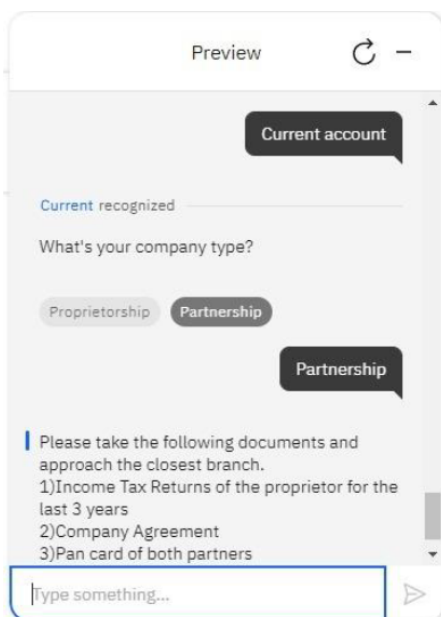 Preview
Current account
Current recognized
What's your company type?
Proprietorship Partnership
Partnership
Please take the following documents and
approach the closest branch.
1)Income Tax Returns of the proprietor for the
last 3 years
2)Company Agreement
3)Pan card of both partners
Type something...